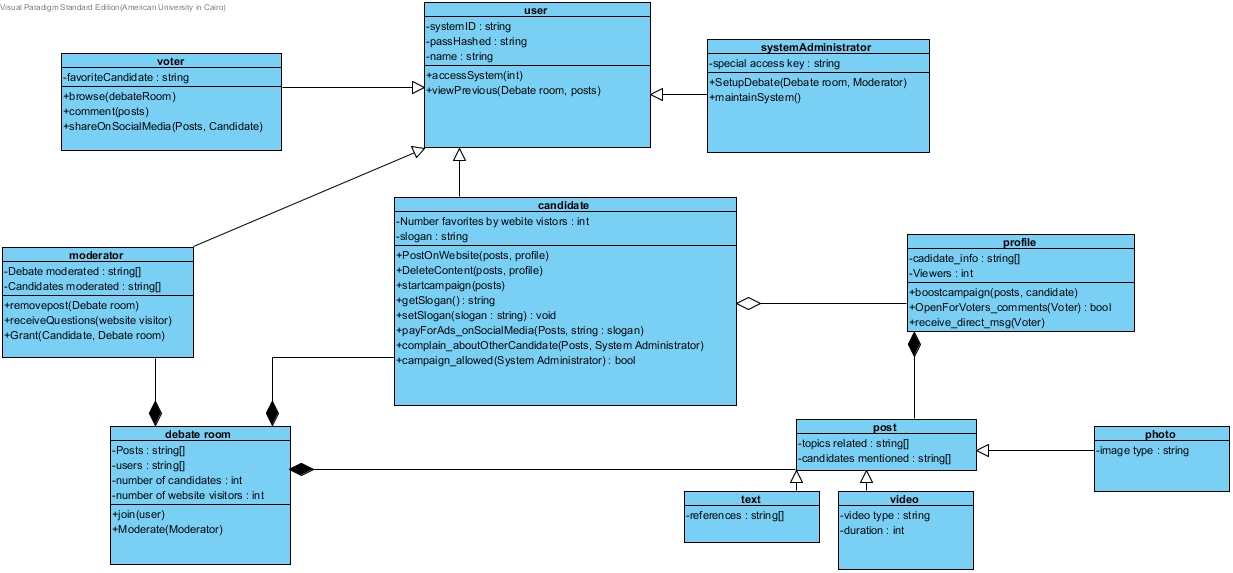 Visual Paradigm Standard Edition(American University in Cairo)
user
-systemID : string
-passHashed : string
-name : string
+accessSystem(int)
+viewPrevious(Debate room, posts)
voter
-favoriteCandidate : string
+browse(debateRoom)
+comment(posts)
+shareOnSocialMedia(Posts, Candidate)
systemAdministrator
-special access key : string
+SetupDebate(Debate room, Moderator)
+maintainSystem()
candidate
-Number favorites by webite vistors : int
-slogan : string
+PostOnWebsite(posts, profile)
+DeleteContent(posts, profile)
+startcampaign(posts)
+getSlogan() : string
+setSlogan(slogan : string) : void
+payForAds_onSocialMedia(Posts, string : slogan)
+complain_aboutOtherCandidate(Posts, System Administrator)
+campaign_allowed(System Administrator) : bool
moderator
-Debate moderated : string[]
-Candidates moderated : string[]
+removepost(Debate room)
+receiveQuestions(website visitor)
+Grant(Candidate, Debate room)
profile
-cadidate_info : string[]
-Viewers : int
+boostcampaign(posts, candidate)
+OpenForVoters_comments(Voter) : bool
+receive_direct_msg(Voter)
debate room
-Posts : string[]
-users : string[]
-number of candidates : int
-number of website visitors : int
+join(user)
+Moderate(Moderator)
post
-topics related : string[]
-candidates mentioned : string[]
photo
-image type : string
text
-references : string[]
video
-video type : string
-duration : int